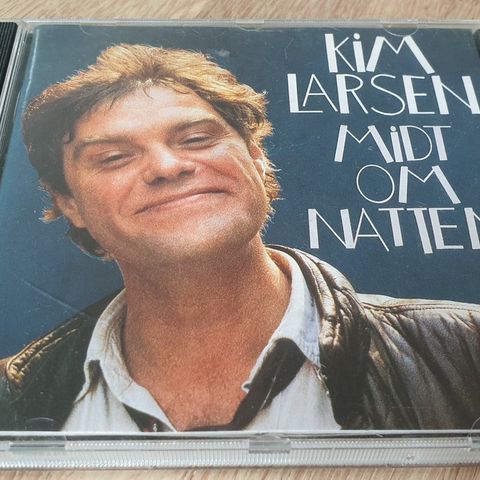 KiM
LARSEN
MiDT
OM
NATTEN